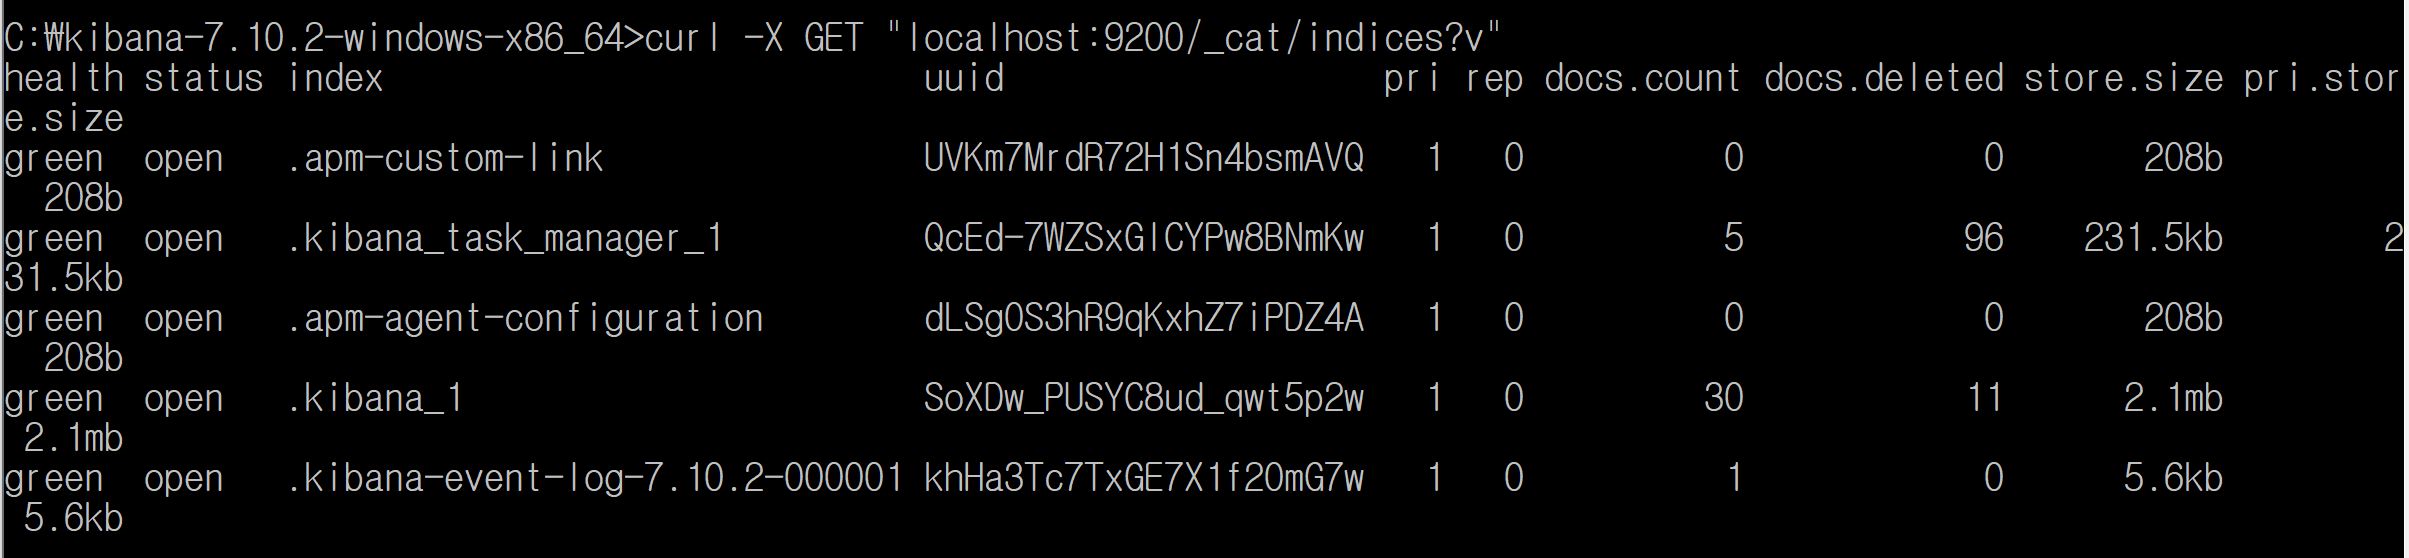 C:₩kibana-7.10.2-windows-x86_64>curl -X GET "localhost:9200/_cat/indices?v"
health status index                           uuid                   pri rep docs.count docs.deleted store.size pri.stor
e.size
green  open   .apm-custom-link                UVKm7MrdR72H1Sn4bsmAVQ   1   0          0            0       208b
  208b
green  open   .kibana_task_manager_1          QcEd-7WZSxGlCYPw8BNmKw   1   0          5           96    231.5kb        2
31.5kb
green  open   .apm-agent-configuration        dLSg0S3hR9qKxhZ7iPDZ4A   1   0          0            0       208b
  208b
green  open   .kibana_1                       SoXDw_PUSYC8ud_qwt5p2w   1   0         30           11      2.1mb
 2.1mb
green  open   .kibana-event-log-7.10.2-000001 khHa3Tc7TxGE7X1f20mG7w   1   0          1            0      5.6kb
 5.6kb